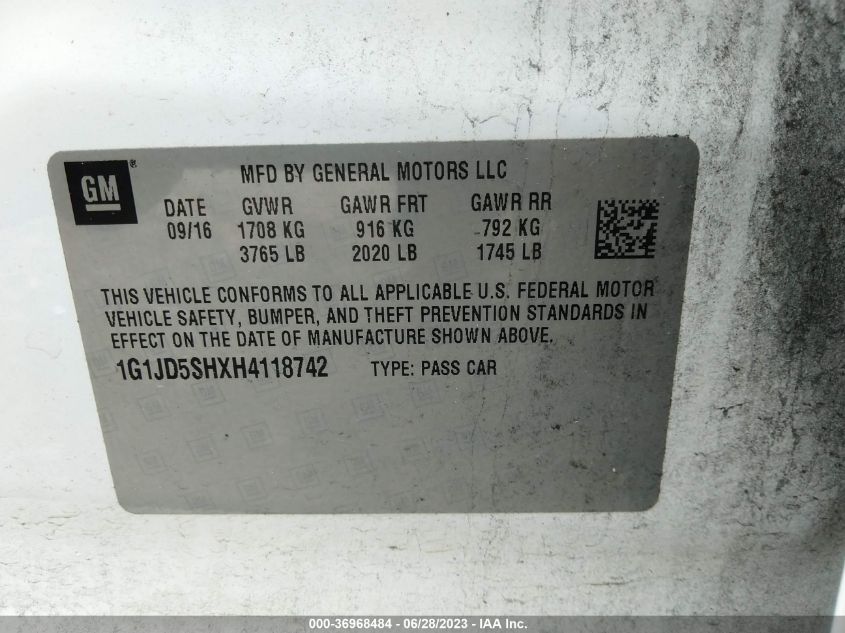 GM
®
MFD BY GENERAL MOTORS LLC
DATE GVWR GAWR FRT GAWR RR
09/16 1708 KG 916 KG 792 KG
3765 LB 2020 LB 1745 LB
THIS VEHICLE CONFORMS TO ALL APPLICABLE U.S. FEDERAL MOTOR
VEHICLE SAFETY, BUMPER, AND THEFT PREVENTION STANDARDS IN
EFFECT ON THE DATE OF MANUFACTURE SHOWN ABOVE.
1G1JD5SHXH4118742 TYPE: PASS CAR
000-36968484 - 06/28/2023 - IAA Inc.